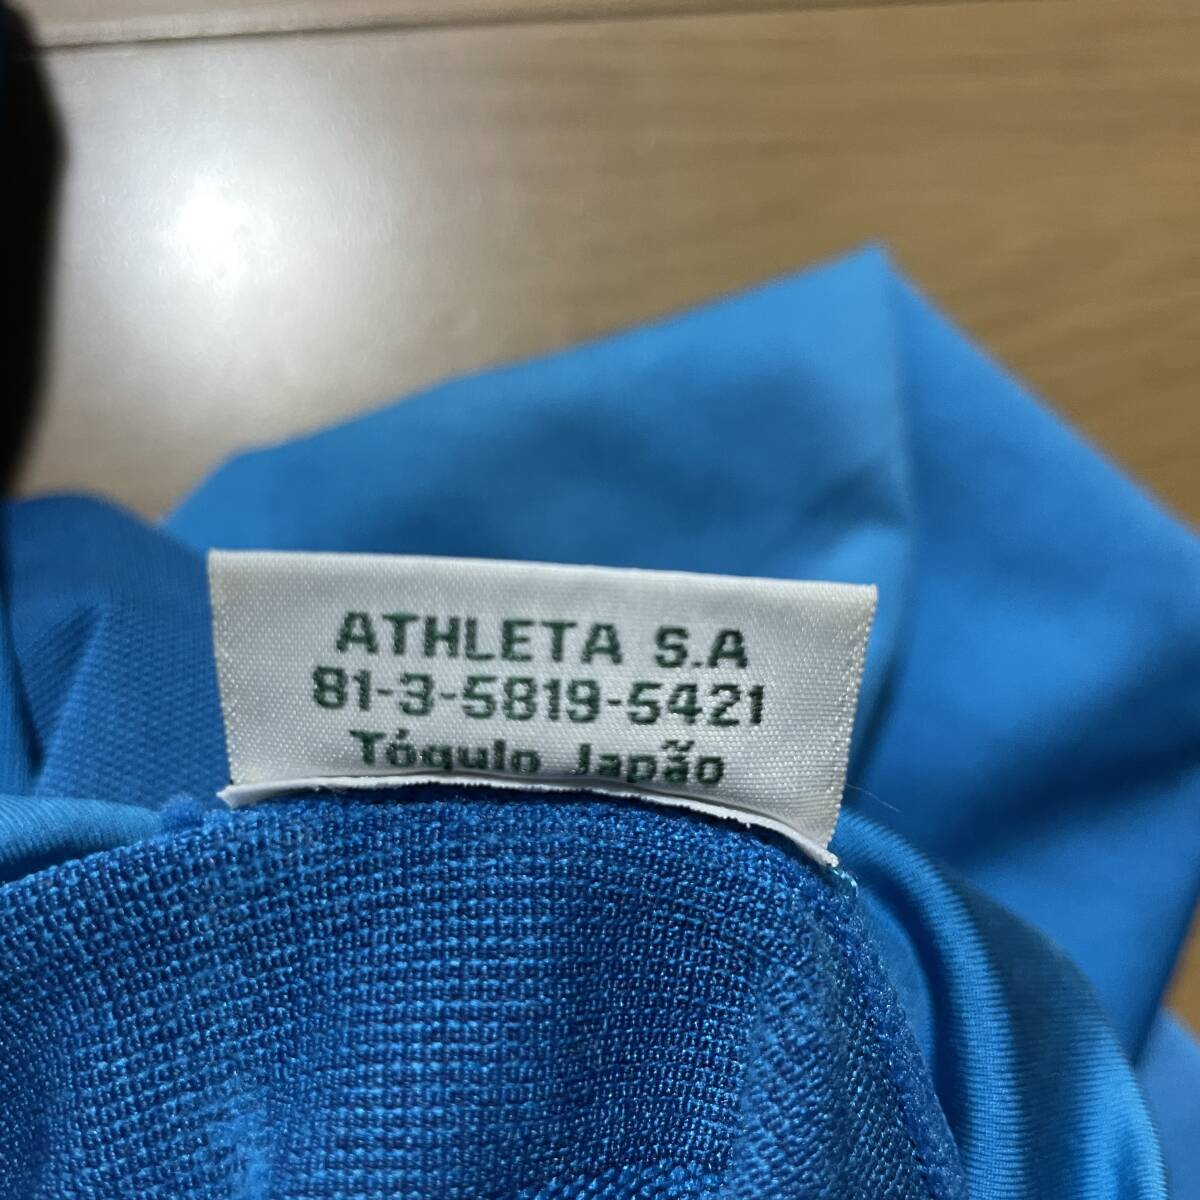 ATHLETA S.A
81-3-5819-5421
Tóquio Japão